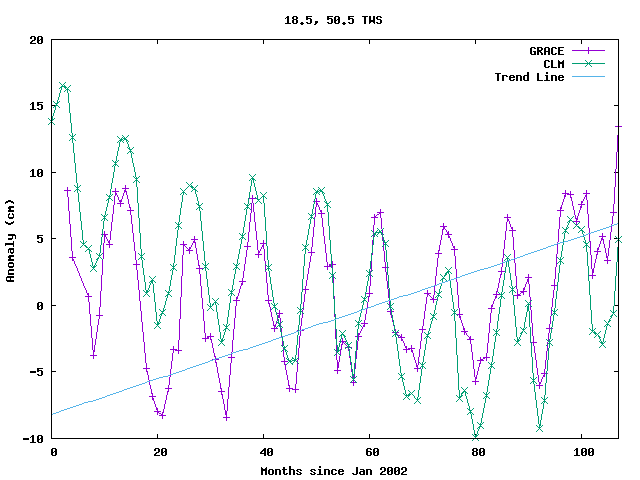 18.5, 50.5 TWS
GRACE
CLM
Trend Line
20
15
10
5
0
-5
-10
Anomaly (cm)
0 20 40 60 80 100
Months since Jan 2002